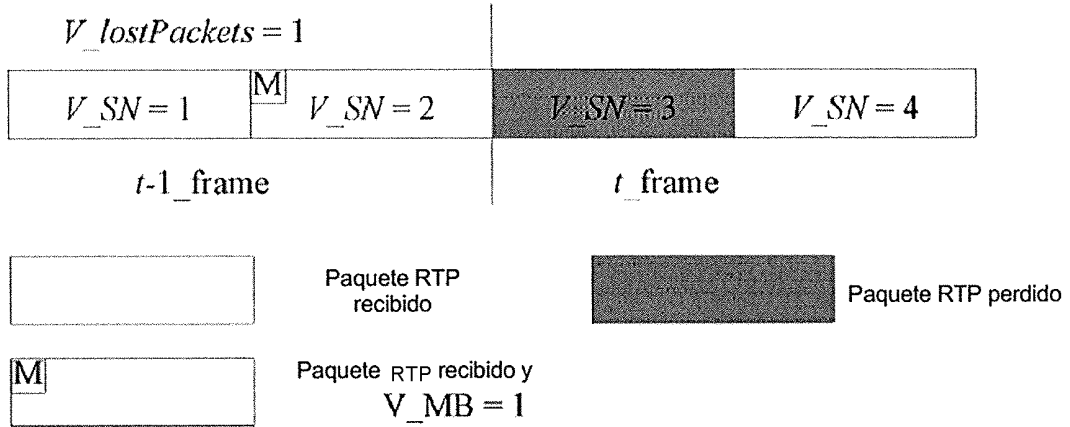 V_lostPackets = 1
V_SN = 1
M
V_SN = 2
V_SN = 3
V_SN = 4
t-1_frame
t_frame
Paquete RTP
recibido
Paquete RTP perdido
M
Paquete RTP recibido y
V_MB = 1